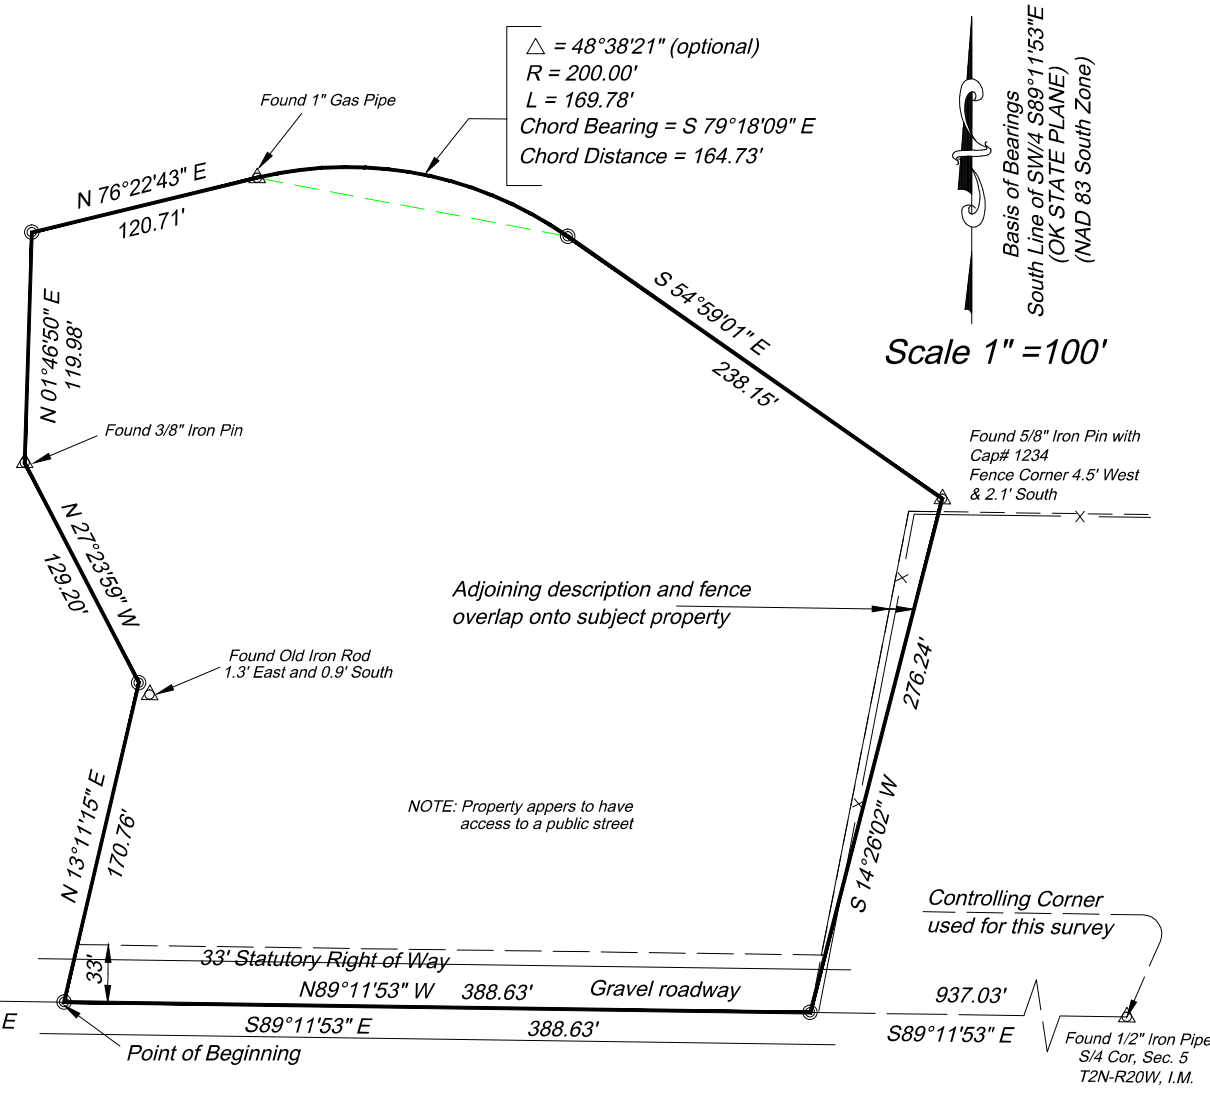 △ = 48°38'21" (optional)
R = 200.00'
L = 169.78'
Chord Bearing = S 79°18'09" E
Chord Distance = 164.73'
Found 1" Gas Pipe
N 76°22'43" E
120.71'
Basis of Bearings
South Line of SW/4 S89°11'53"E
(OK STATE PLANE)
(NAD 83 South Zone)
Scale 1" =100'
S 54°59'01" E
238.15'
N 01°46'50" E
119.98'
Found 3/8" Iron Pin
Found 5/8" Iron Pin with
Cap# 1234
Fence Corner 4.5' West
& 2.1' South
X
X
N 27°23'59" W
129.20'
Adjoining description and fence
overlap onto subject property
Found Old Iron Rod
1.3' East and 0.9' South
276.24'
S 14°26'02" W
X
NOTE: Property appers to have
access to a public street
N 13°11'15" E
170.76'
Controlling Corner
used for this survey
33'
33' Statutory Right of Way
N89°11'53" W 388.63' Gravel roadway
937.03'
E
S89°11'53" E 388.63'
S89°11'53" E
Point of Beginning
Found 1/2" Iron Pipe
S/4 Cor, Sec. 5
T2N-R20W, I.M.